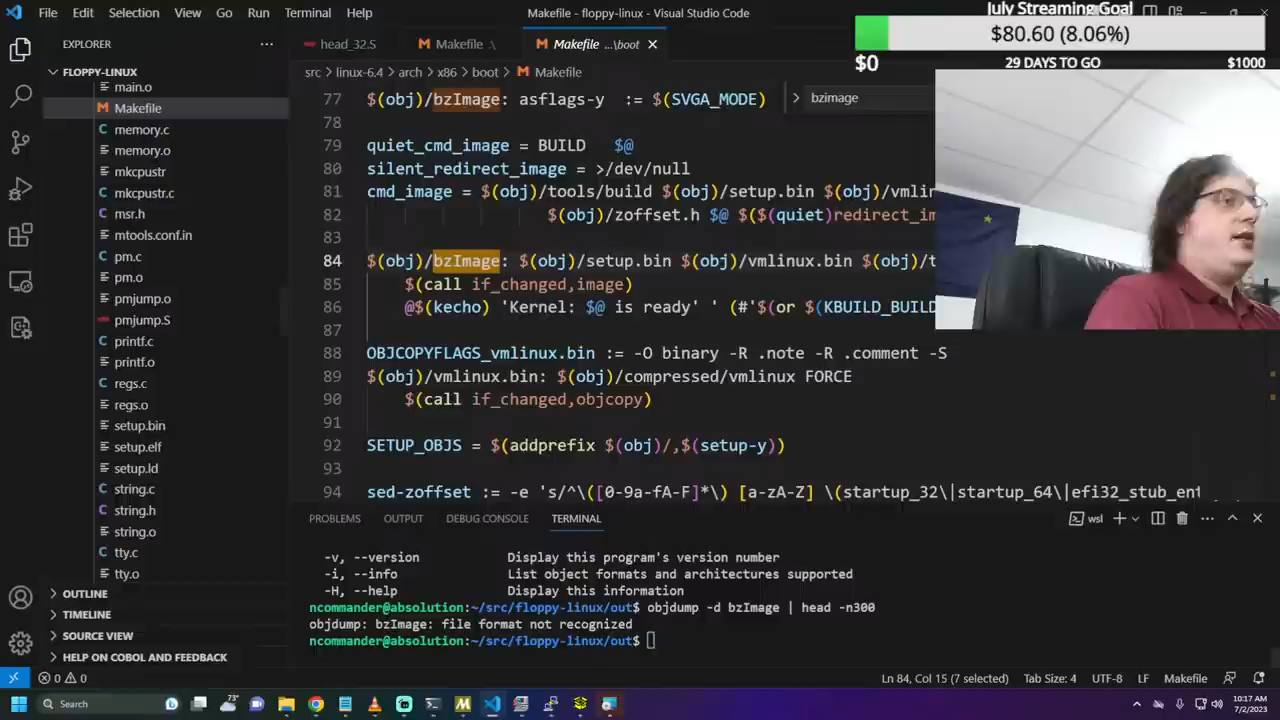 File Edit Selection View Go Run Terminal Help
Makefile - floppy-linux - Visual Studio Code
July Streaming Goal
$80.60 (8.06%)
$0 29 DAYS TO GO $1000
EXPLORER
FLOPPY-LINUX
main.o
Makefile
memory.c
memory.o
mkcpustr
mkcpustr.c
msr.h
mtools.conf.in
pm.c
pm.o
pmjump.o
pmjump.S
printf.c
printf.o
regs.c
regs.o
setup.bin
setup.elf
setup.ld
string.c
string.h
string.o
tty.c
tty.o
OUTLINE
TIMELINE
SOURCE VIEW
HELP ON COBOL AND FEEDBACK
head_32.S Makefile .\ Makefile ...\boot
src > linux-6.4 > arch > x86 > boot > Makefile
bzimage
77 $(obj)/bzImage: asflags-y := $(SVGA_MODE)
78
79 quiet_cmd_image = BUILD $@
80 silent_redirect_image = >/dev/null
81 cmd_image = $(obj)/tools/build $(obj)/setup.bin $(obj)/vmlin
82 $(obj)/zoffset.h $@ $($(quiet)redirect_im
83
84 $(obj)/bzImage: $(obj)/setup.bin $(obj)/vmlinux.bin $(obj)/t
85 $(call if_changed,image)
86 @$(kecho) 'Kernel: $@ is ready' ' (#'$(or $(KBUILD_BUILD
87
88 OBJCOPYFLAGS_vmlinux.bin := -O binary -R .note -R .comment -S
89 $(obj)/vmlinux.bin: $(obj)/compressed/vmlinux FORCE
90 $(call if_changed,objcopy)
91
92 SETUP_OBJS = $(addprefix $(obj)/,$(setup-y))
93
94 sed-zoffset := -e 's/^\([0-9a-fA-F]*\) [a-zA-Z] \(startup_32\|startup_64\|efi32_stub_ent
PROBLEMS OUTPUT DEBUG CONSOLE TERMINAL
wsl
-v, --version Display this program's version number
-i, --info List object formats and architectures supported
-H, --help Display this information
ncommander@absolution:~/src/floppy-linux/out$ objdump -d bzImage | head -n300
objdump: bzImage: file format not recognized
ncommander@absolution:~/src/floppy-linux/out$
0 0 Ln 84, Col 15 (7 selected) Tab Size: 4 UTF-8 LF Makefile
Search
73°
10:17 AM
7/2/2023